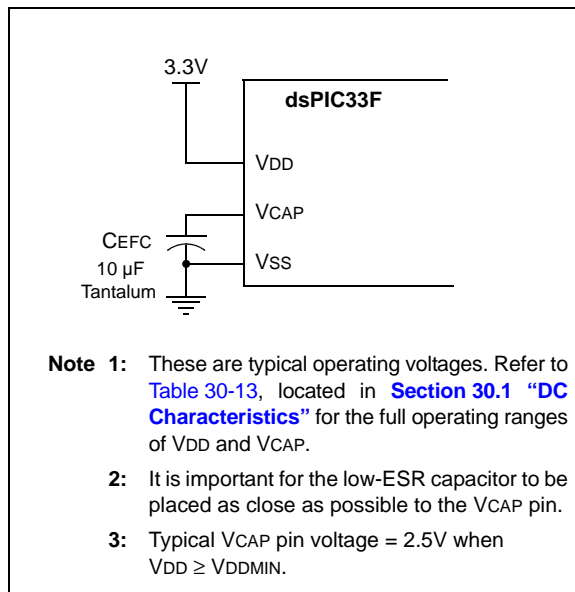 3.3V
dsPIC33F
VDD
VCAP
CEFC
VSS
10 µF
Tantalum
Note 1: These are typical operating voltages. Refer to
Table 30-13, located in Section 30.1 “DC
Characteristics” for the full operating ranges
of VDD and VCAP.
2: It is important for the low-ESR capacitor to be
placed as close as possible to the VCAP pin.
3: Typical VCAP pin voltage = 2.5V when
VDD ≥ VDDMIN.